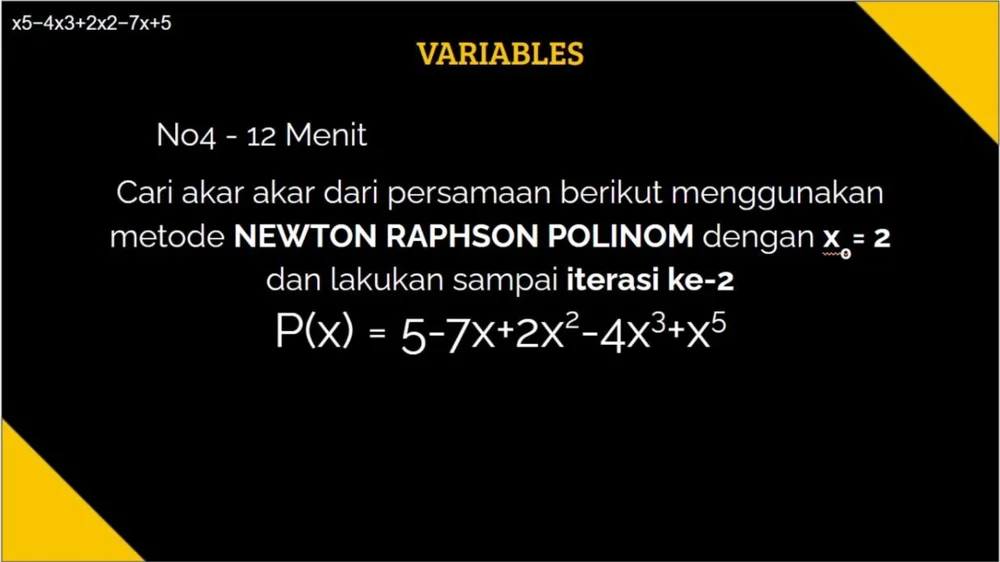 x5−4x3+2x2−7x+5
VARIABLES
No4 - 12 Menit
Cari akar akar dari persamaan berikut menggunakan
metode NEWTON RAPHSON POLINOM dengan x₀= 2
dan lakukan sampai iterasi ke-2
P(x) = 5-7x+2x²-4x³+x⁵